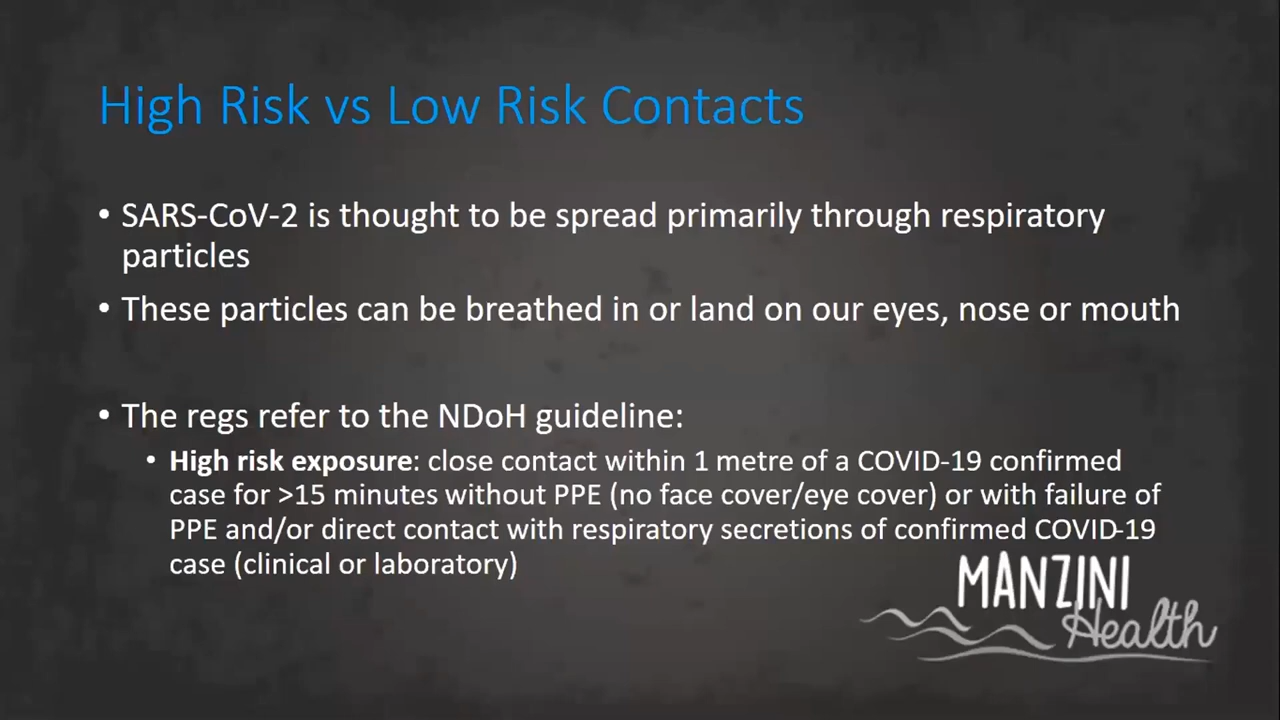 High Risk vs Low Risk Contacts
• SARS-CoV-2 is thought to be spread primarily through respiratory
particles
• These particles can be breathed in or land on our eyes, nose or mouth
• The regs refer to the NDoH guideline:
• High risk exposure: close contact within 1 metre of a COVID-19 confirmed
case for >15 minutes without PPE (no face cover/eye cover) or with failure of
PPE and/or direct contact with respiratory secretions of confirmed COVID-19
case (clinical or laboratory)
MANZINI
Health